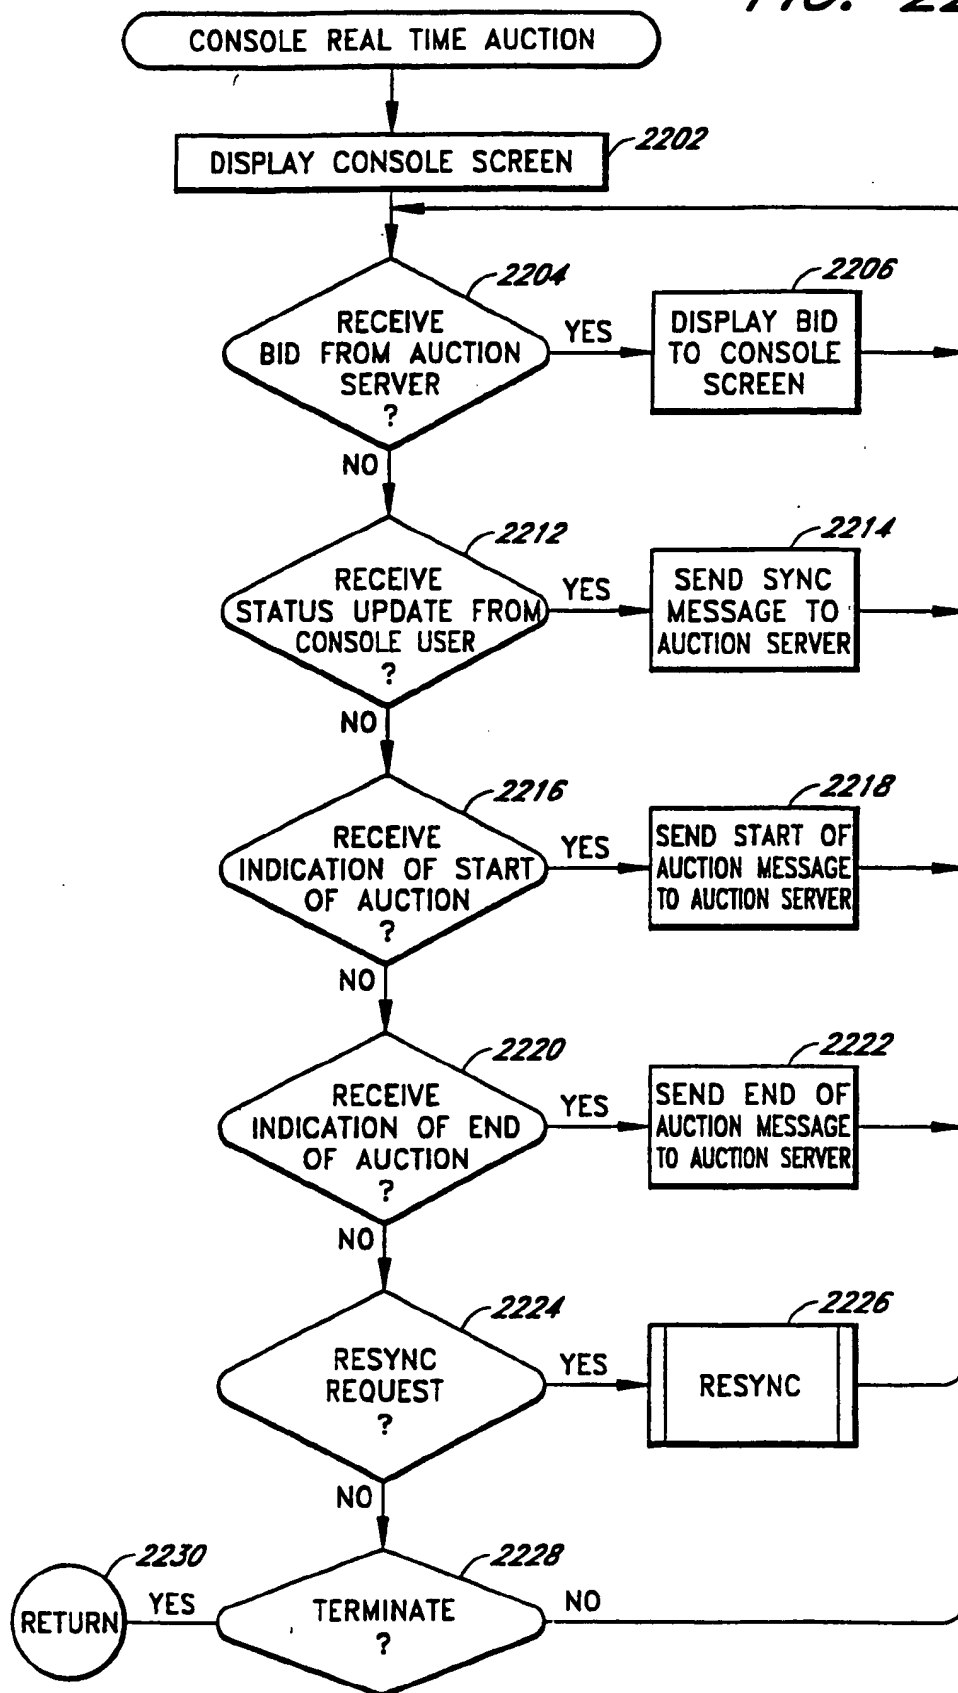 FIG. 22
CONSOLE REAL TIME AUCTION
2202
DISPLAY CONSOLE SCREEN
2204
RECEIVE
BID FROM AUCTION
SERVER
?
YES
2206
DISPLAY BID
TO CONSOLE
SCREEN
NO
2212
RECEIVE
STATUS UPDATE FROM
CONSOLE USER
?
YES
2214
SEND SYNC
MESSAGE TO
AUCTION SERVER
NO
2216
RECEIVE
INDICATION OF START
OF AUCTION
?
YES
2218
SEND START OF
AUCTION MESSAGE
TO AUCTION SERVER
NO
2220
RECEIVE
INDICATION OF END
OF AUCTION
?
YES
2222
SEND END OF
AUCTION MESSAGE
TO AUCTION SERVER
NO
2224
RESYNC
REQUEST
?
YES
2226
RESYNC
NO
2228
TERMINATE
?
NO
YES
2230
RETURN